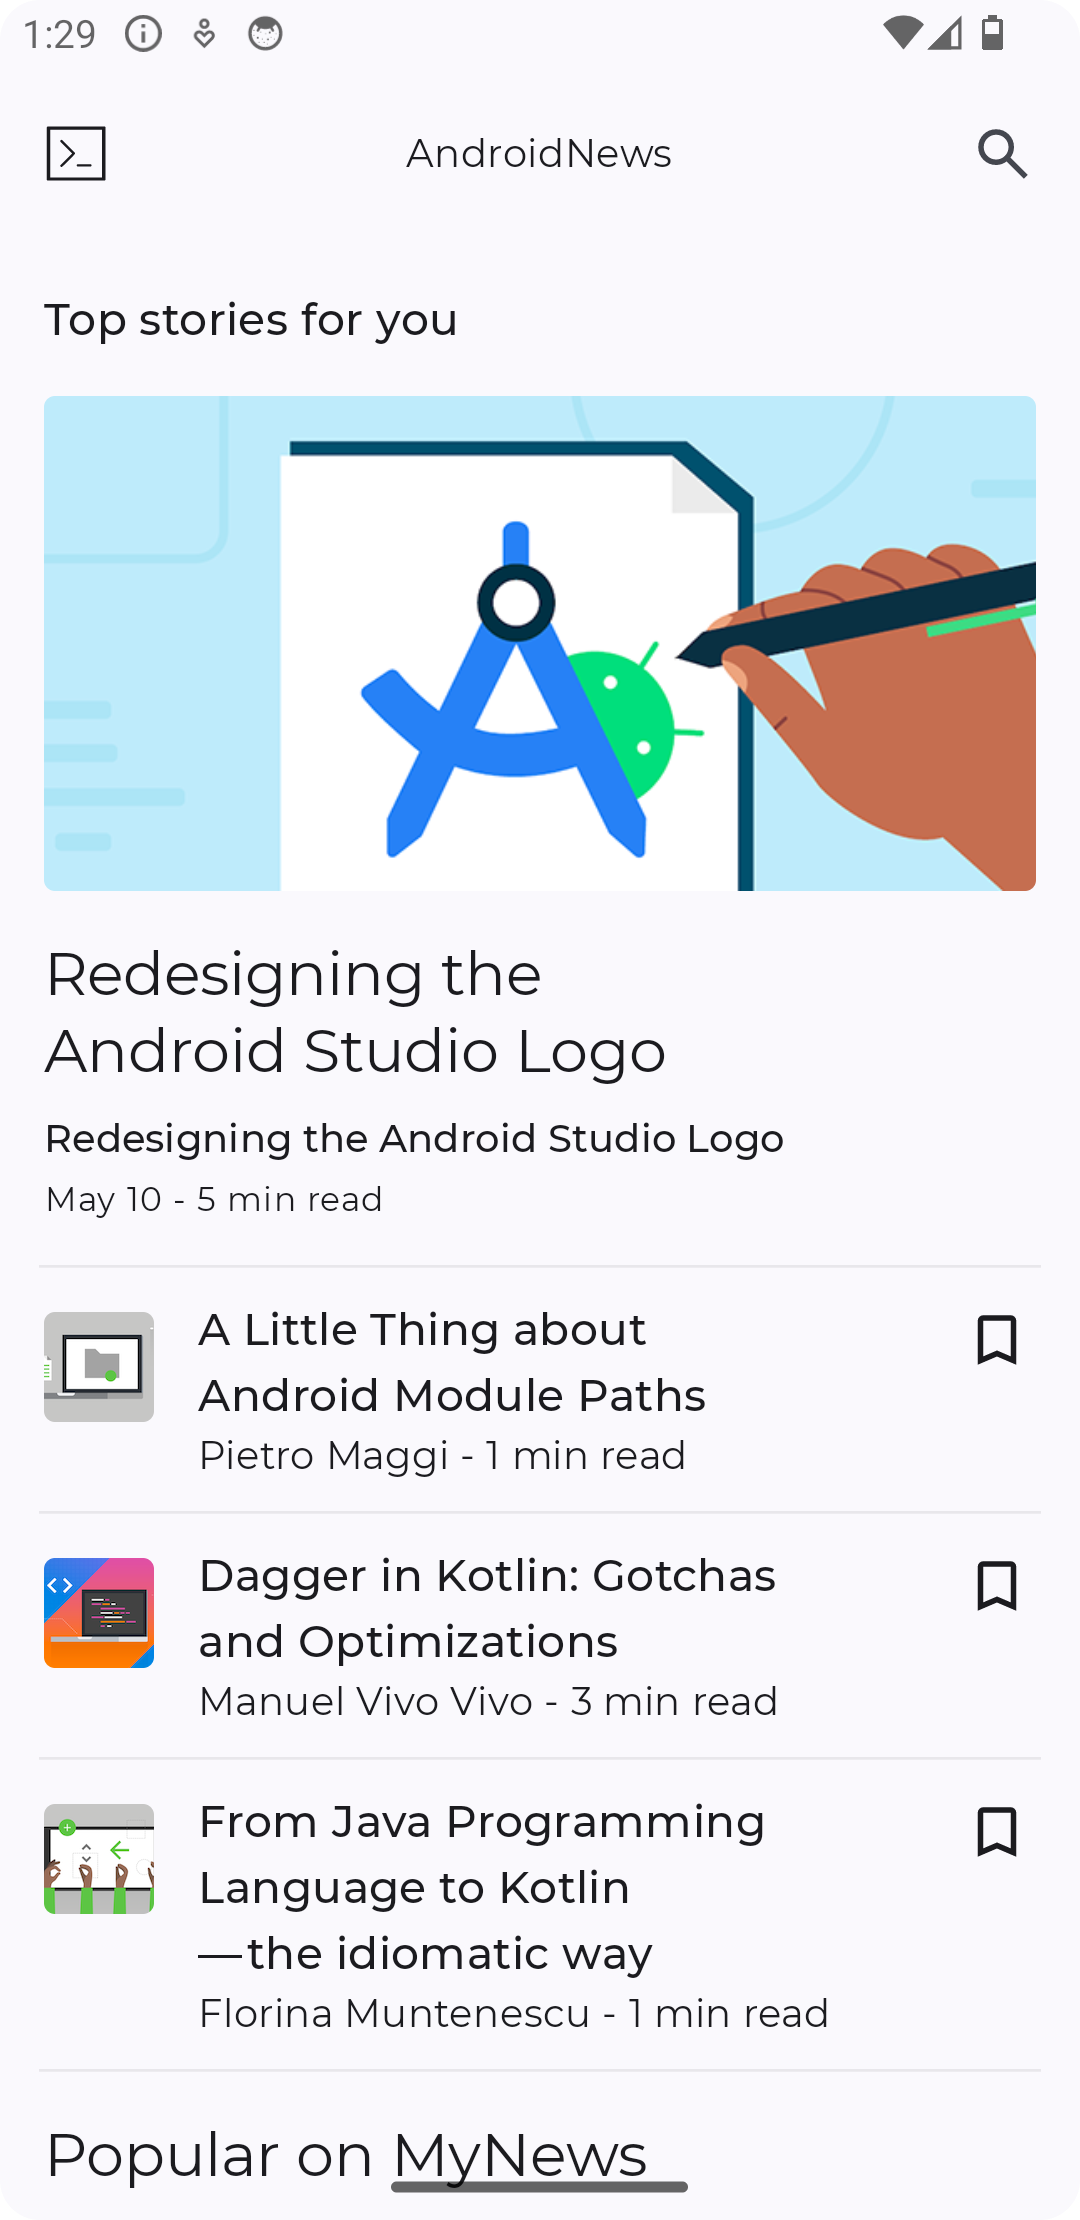 1:29
AndroidNews
Top stories for you
Redesigning the
Android Studio Logo
Redesigning the Android Studio Logo
May 10 - 5 min read
A Little Thing about
Android Module Paths
Pietro Maggi - 1 min read
Dagger in Kotlin: Gotchas
and Optimizations
Manuel Vivo Vivo - 3 min read
From Java Programming
Language to Kotlin
—the idiomatic way
Florina Muntenescu - 1 min read
Popular on MyNews